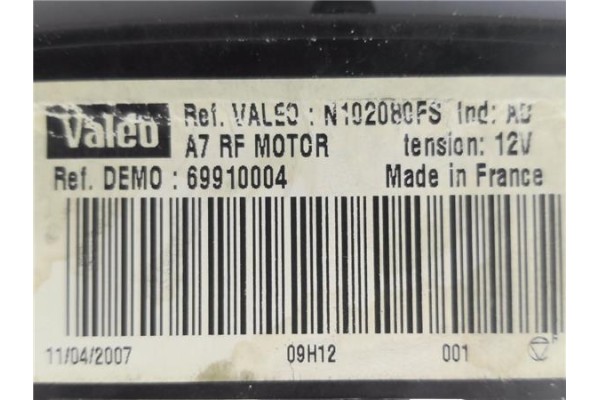 Valeo Ref. VALEO : N102080FS Ind: AB
A7 RF MOTOR tension: 12V
Ref. DEMO : 69910004 Made in France
11/04/2007 09H12 001